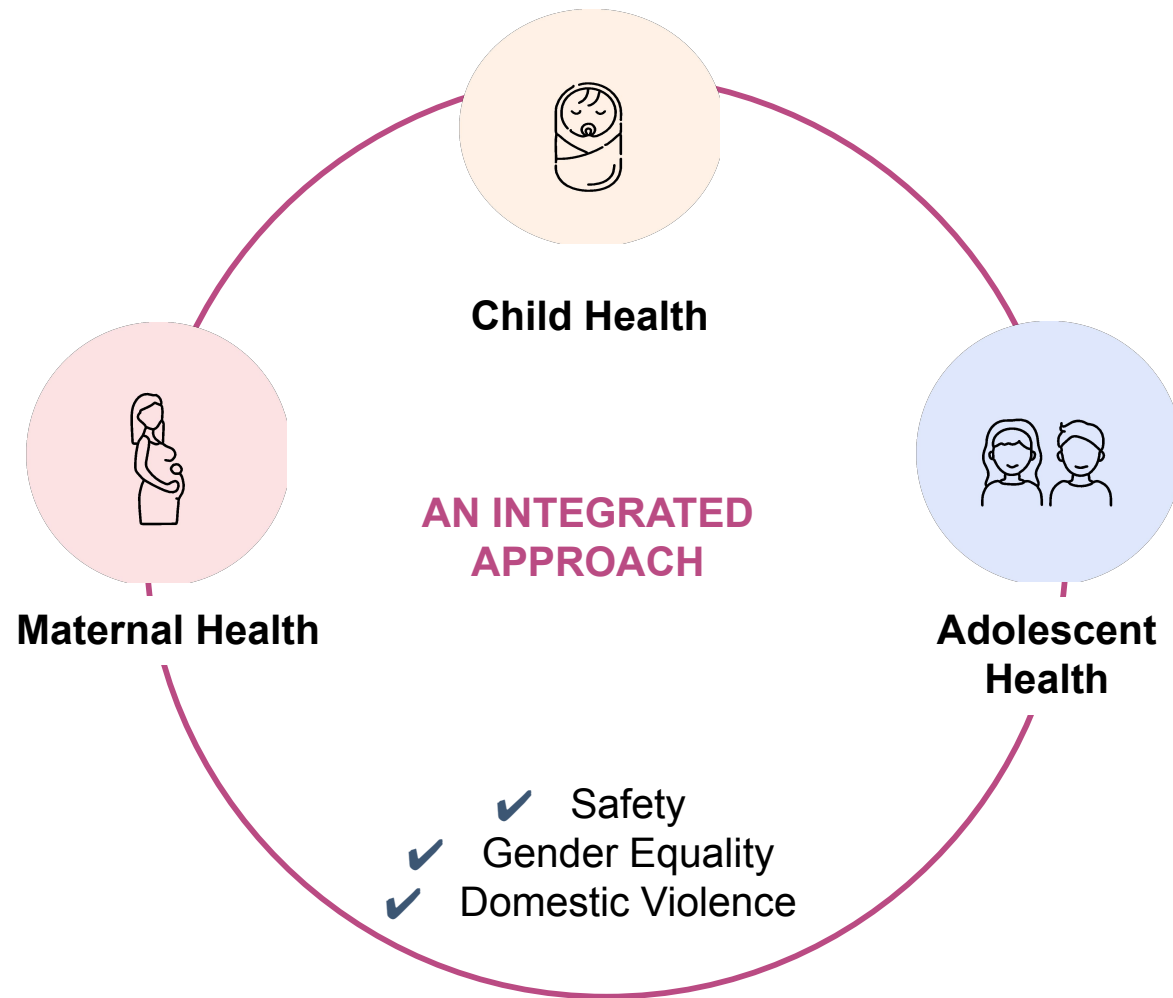 Child Health
AN INTEGRATED
APPROACH
Maternal Health
Adolescent
Health
✔ Safety
✔ Gender Equality
✔ Domestic Violence